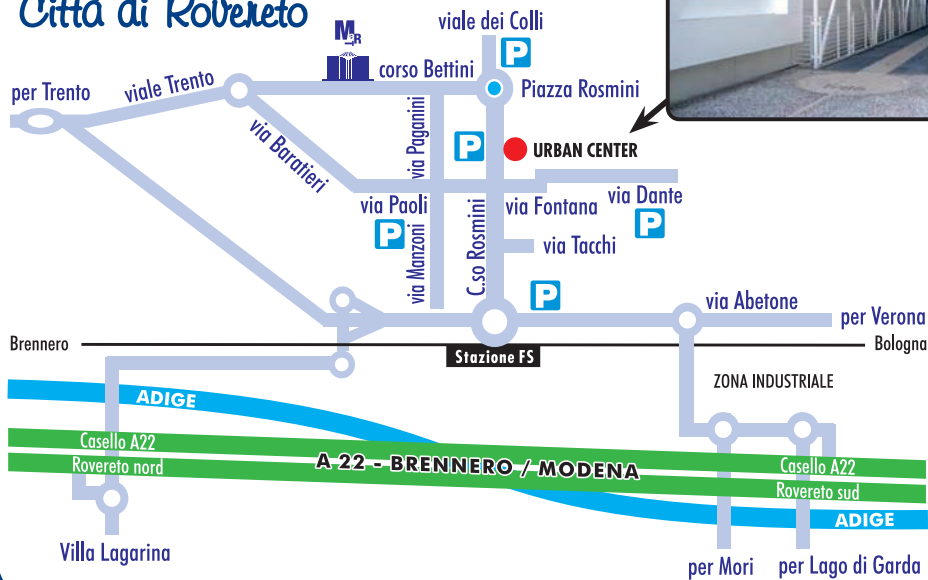 Città di Rovereto
viale dei Colli
P
MART
corso Bettini
Piazza Rosmini
per Trento
viale Trento
via Baratieri
via Paganini
P
URBAN CENTER
via Paoli
P
via Manzoni
C.so Rosmini
via Fontana
via Dante
P
via Tacchi
P
via Abetone
per Verona
Brennero
Bologna
Stazione FS
ZONA INDUSTRIALE
ADIGE
Casello A22
Rovereto nord
A 22 - BRENNERO / MODENA
Casello A22
Rovereto sud
ADIGE
Villa Lagarina
per Mori
per Lago di Garda